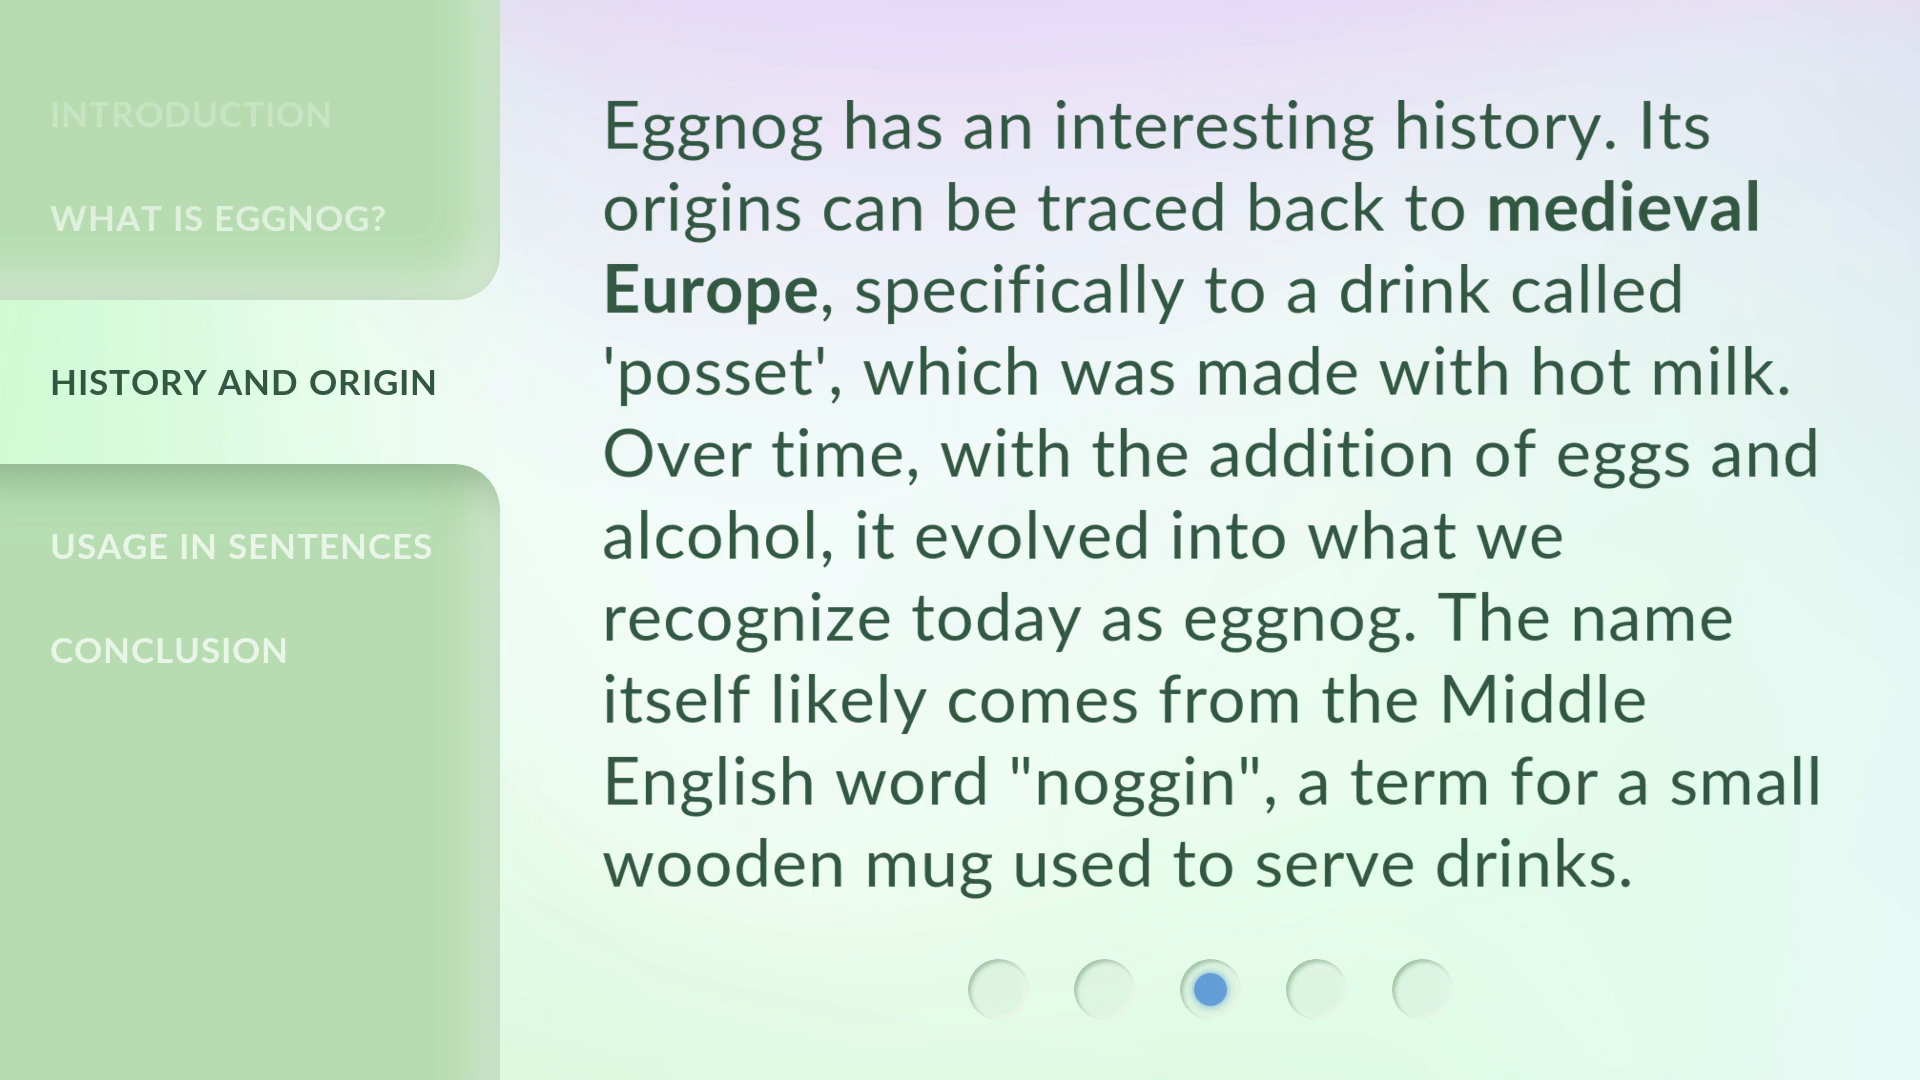 INTRODUCTION
WHAT IS EGGNOG?
HISTORY AND ORIGIN
USAGE IN SENTENCES
CONCLUSION
Eggnog has an interesting history. Its
origins can be traced back to medieval
Europe, specifically to a drink called
'posset', which was made with hot milk.
Over time, with the addition of eggs and
alcohol, it evolved into what we
recognize today as eggnog. The name
itself likely comes from the Middle
English word "noggin", a term for a small
wooden mug used to serve drinks.